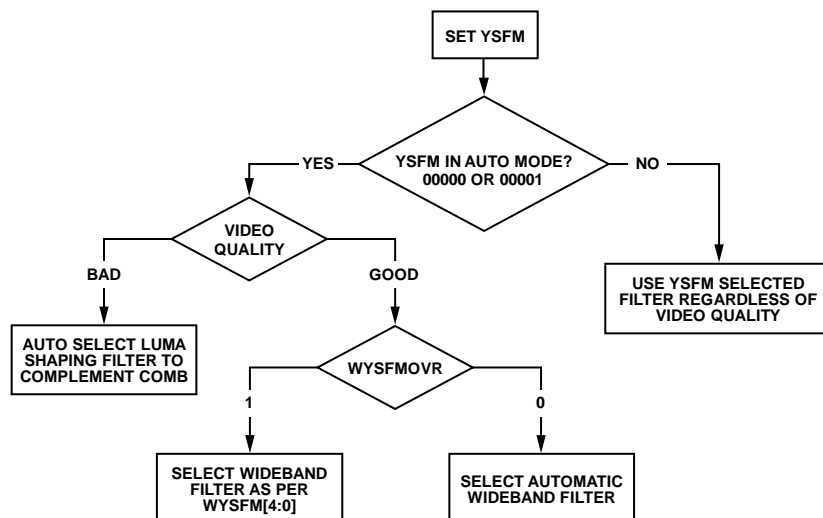 SET YSFM
YSFM IN AUTO MODE?
00000 OR 00001
YES
NO
VIDEO
QUALITY
BAD
GOOD
USE YSFM SELECTED
FILTER REGARDLESS OF
VIDEO QUALITY
AUTO SELECT LUMA
SHAPING FILTER TO
COMPLEMENT COMB
WYSFMOVR
1
0
SELECT WIDEBAND
FILTER AS PER
WYSFM[4:0]
SELECT AUTOMATIC
WIDEBAND FILTER